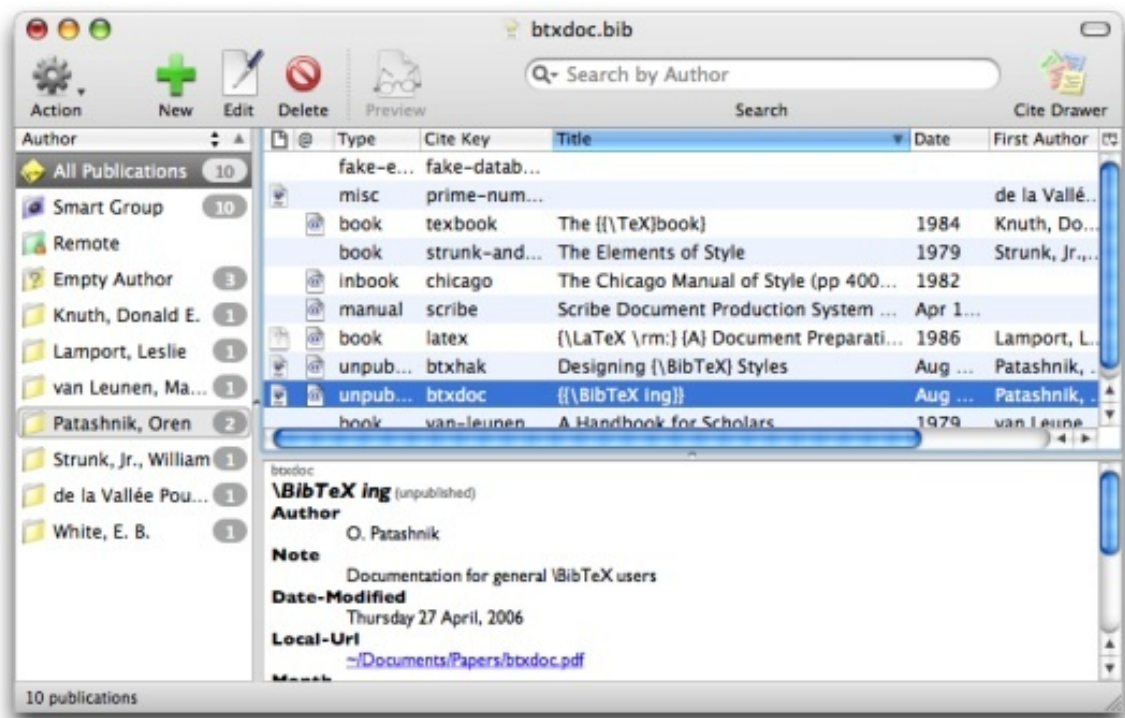 btxdoc.bib
Search by Author
Action New Edit Delete Preview Search Cite Drawer
Author
All Publications 10
Smart Group 10
Remote
Empty Author 3
Knuth, Donald E. 1
Lamport, Leslie 1
van Leunen, Ma... 1
Patashnik, Oren 2
Strunk, Jr., William 1
de la Vallée Pou... 1
White, E. B. 1
@ Type Cite Key Title Date First Author
fake-e... fake-datab...
misc prime-num... de la Vallé...
@ book texbook The {{\TeX}book} 1984 Knuth, Do...
book strunk-and... The Elements of Style 1979 Strunk, Jr.,...
@ inbook chicago The Chicago Manual of Style (pp 400... 1982
@ manual scribe Scribe Document Production System ... Apr 1...
@ book latex {\LaTeX \rm:} {A} Document Preparati... 1986 Lamport, L...
@ unpub... btxhak Designing {\BibTeX} Styles Aug ... Patashnik, ...
@ unpub... btxdoc {{\BibTeX ing}} Aug ... Patashnik, ...
book van-leunen A Handbook for Scholars 1979 van Leune
btxdoc
\BibTeX ing (unpublished)
Author
O. Patashnik
Note
Documentation for general \BibTeX users
Date-Modified
Thursday 27 April, 2006
Local-Url
~/Documents/Papers/btxdoc.pdf
Month
10 publications